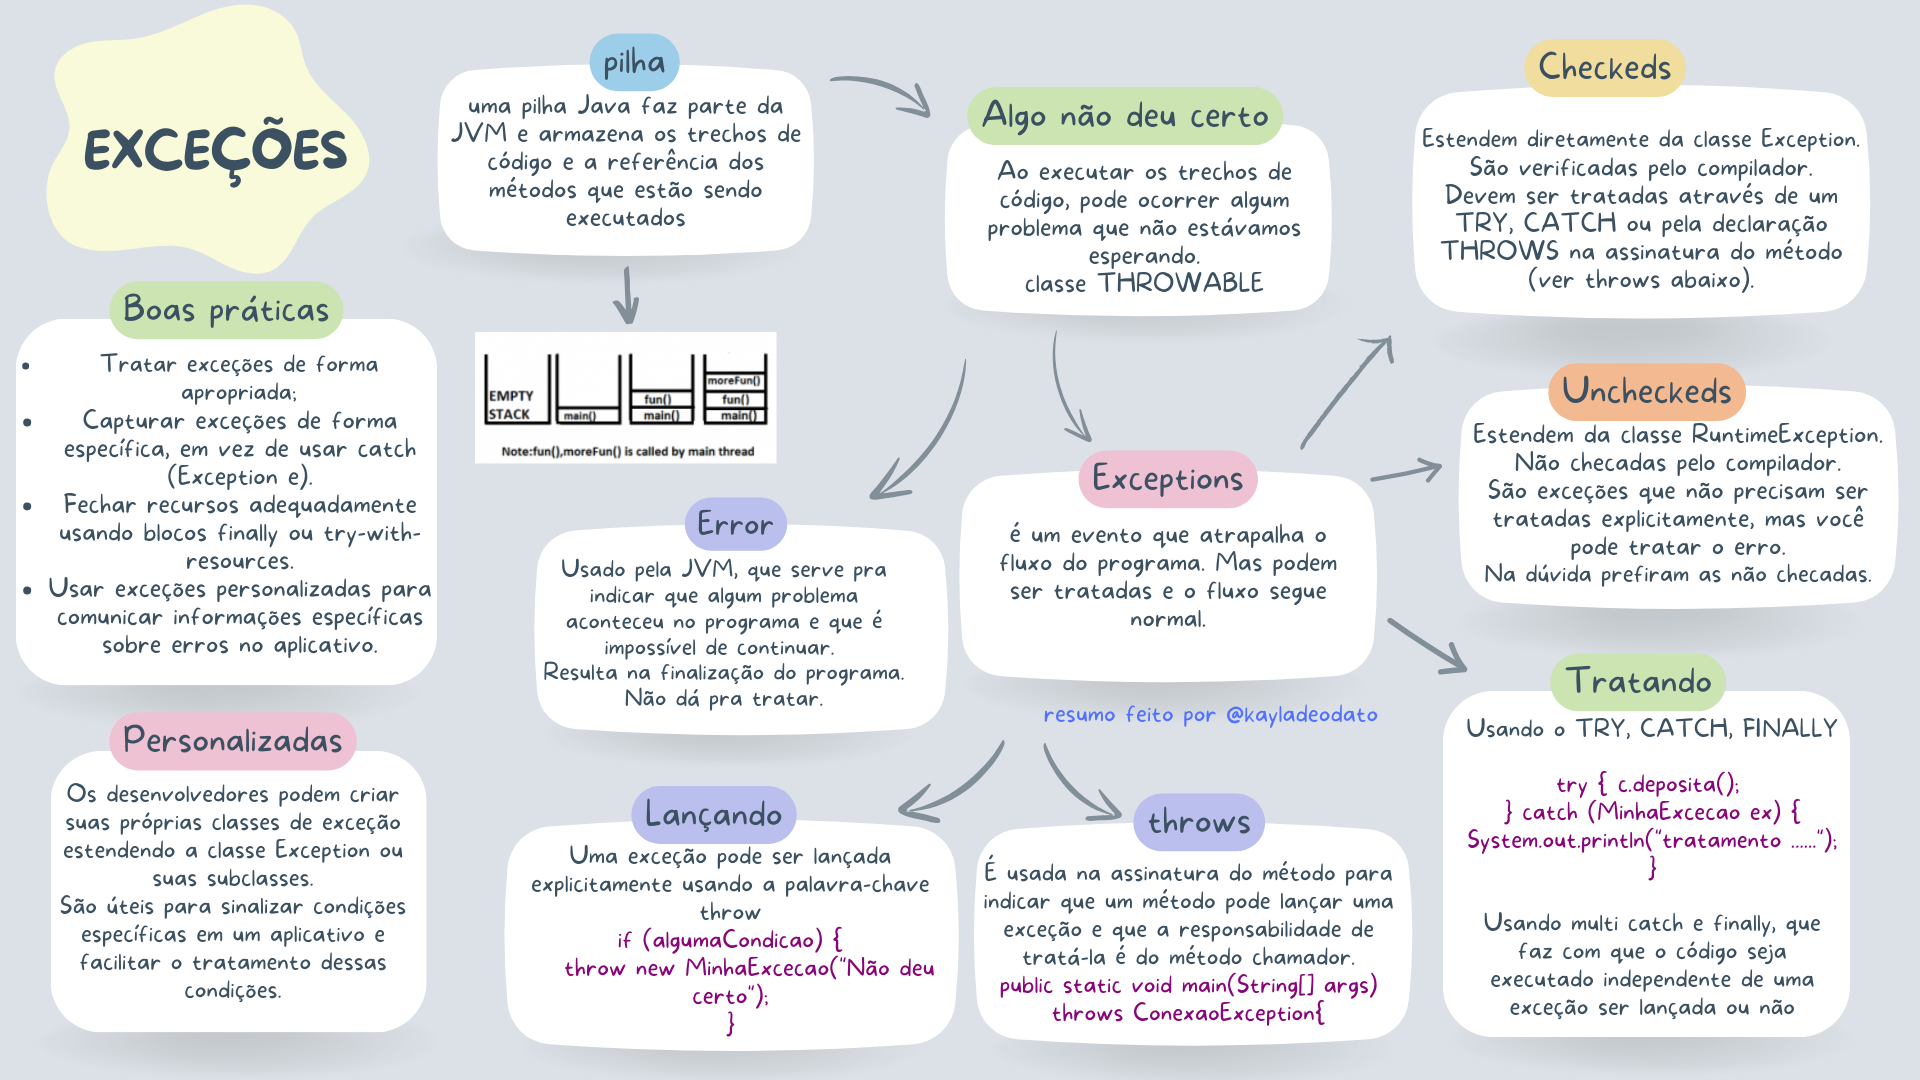 EXCEÇÕES
pilha
uma pilha Java faz parte da
JVM e armazena os trechos de
código e a referência dos
métodos que estão sendo
executados
EMPTY
STACK
main()
fun()
main()
moreFun()
fun()
main()
Note:fun(),moreFun() is called by main thread
Algo não deu certo
Ao executar os trechos de
código, pode ocorrer algum
problema que não estávamos
esperando.
classe THROWABLE
Checkeds
Estendem diretamente da classe Exception.
São verificadas pelo compilador.
Devem ser tratadas através de um
TRY, CATCH ou pela declaração
THROWS na assinatura do método
(ver throws abaixo).
Boas práticas
• Tratar exceções de forma
apropriada;
• Capturar exceções de forma
específica, em vez de usar catch
(Exception e).
• Fechar recursos adequadamente
usando blocos finally ou try-with-
resources.
• Usar exceções personalizadas para
comunicar informações específicas
sobre erros no aplicativo.
Uncheckeds
Estendem da classe RuntimeException.
Não checadas pelo compilador.
São exceções que não precisam ser
tratadas explicitamente, mas você
pode tratar o erro.
Na dúvida prefiram as não checadas.
Error
Usado pela JVM, que serve pra
indicar que algum problema
aconteceu no programa e que é
impossível de continuar.
Resulta na finalização do programa.
Não dá pra tratar.
Exceptions
é um evento que atrapalha o
fluxo do programa. Mas podem
ser tratadas e o fluxo segue
normal.
resumo feito por @kayladeodato
Personalizadas
Os desenvolvedores podem criar
suas próprias classes de exceção
estendendo a classe Exception ou
suas subclasses.
São úteis para sinalizar condições
específicas em um aplicativo e
facilitar o tratamento dessas
condições.
Lançando
Uma exceção pode ser lançada
explicitamente usando a palavra-chave
throw
if (algumaCondicao) {
throw new MinhaExcecao("Não deu
certo");
}
throws
É usada na assinatura do método para
indicar que um método pode lançar uma
exceção e que a responsabilidade de
tratá-la é do método chamador.
public static void main(String[] args)
throws ConexaoException{
Tratando
Usando o TRY, CATCH, FINALLY
try { c.deposita();
} catch (MinhaExcecao ex) {
System.out.println("tratamento ......");
}
Usando multi catch e finally, que
faz com que o código seja
executado independente de uma
exceção ser lançada ou não